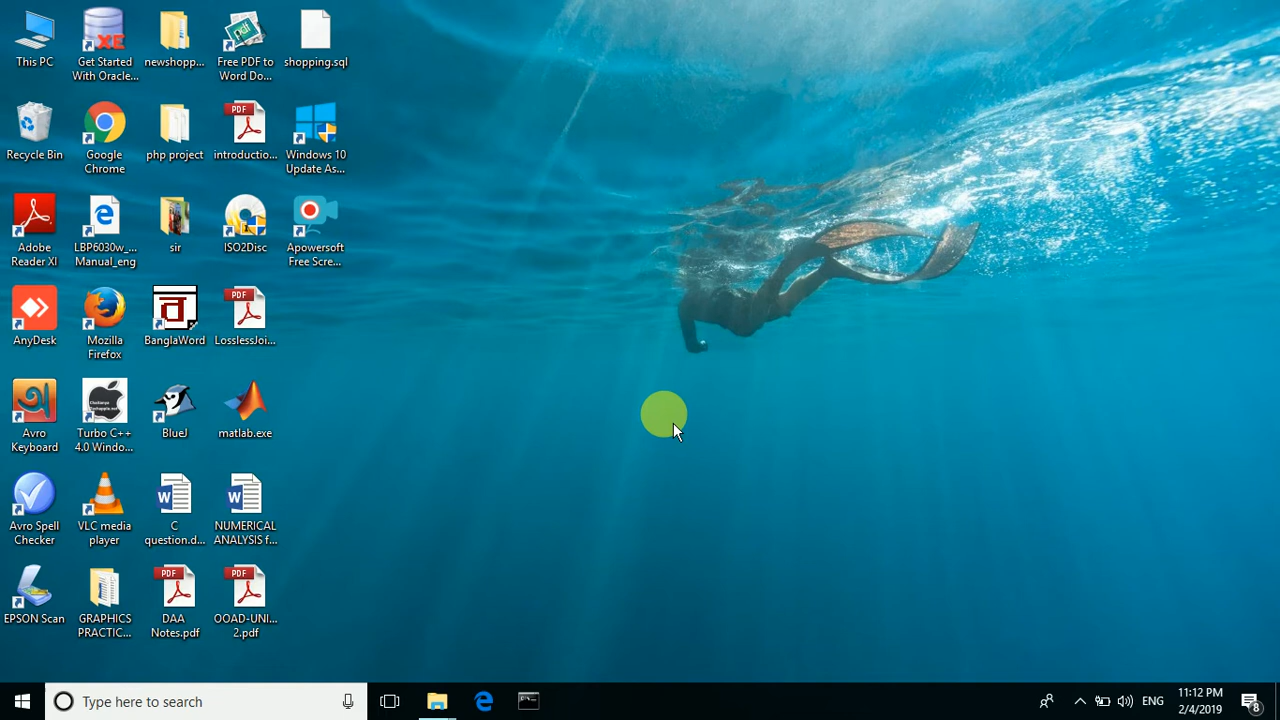 This PC
Get Started
With Oracle...
newshopp...
Free PDF to
Word Do...
shopping.sql
Recycle Bin
Google
Chrome
php project
introductio...
Windows 10
Update As...
Adobe
Reader XI
LBP6030w_...
Manual_eng
sir
ISO2Disc
Apowersoft
Free Scre...
AnyDesk
Mozilla
Firefox
BanglaWord
LosslessJoi...
Avro
Keyboard
Turbo C++
4.0 Windo...
BlueJ
matlab.exe
Avro Spell
Checker
VLC media
player
C
question.d...
NUMERICAL
ANALYSIS f...
EPSON Scan
GRAPHICS
PRACTIC...
DAA
Notes.pdf
OOAD-UNI...
2.pdf
XE
pdf
PDF
PDF
PDF
PDF
Type here to search
ENG
11:12 PM
2/4/2019
8